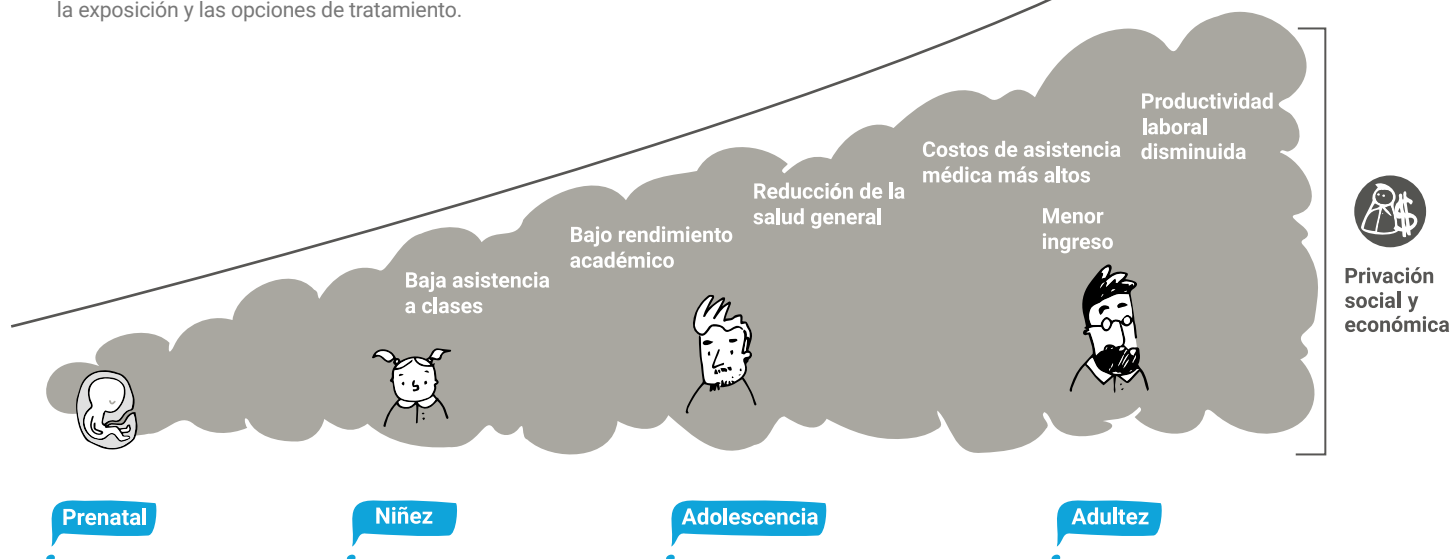 la exposición y las opciones de tratamiento.
Productividad
laboral
disminuida
Costos de asistencia
médica más altos
Reducción de la
salud general
Menor
ingreso
Bajo rendimiento
académico
Baja asistencia
a clases
Privación
social y
económica
Prenatal
Niñez
Adolescencia
Adultez